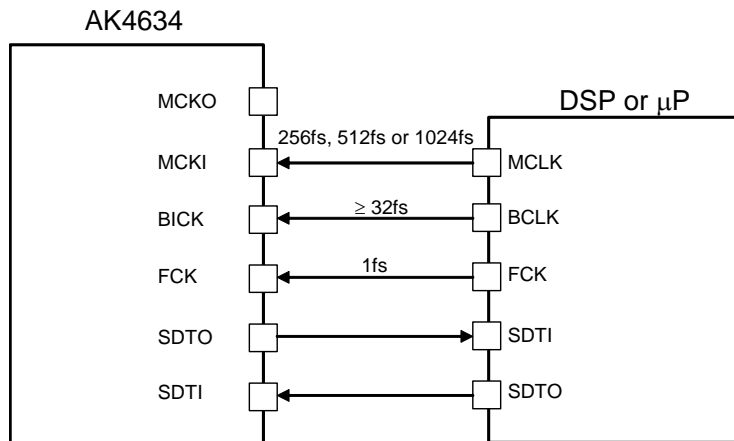 AK4634
DSP or μP
MCKO
256fs, 512fs or 1024fs
MCKI
MCLK
≥ 32fs
BICK
BCLK
1fs
FCK
FCK
SDTO
SDTI
SDTI
SDTO